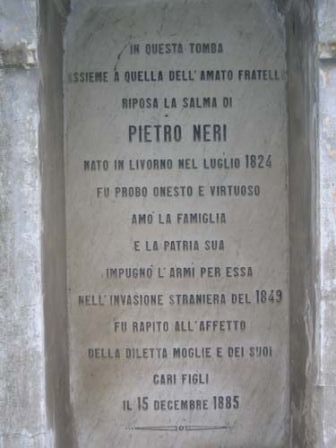 IN QUESTA TOMBA
ASSIEME A QUELLA DELL'AMATO FRATELLO
RIPOSA LA SALMA DI
PIETRO NERI
NATO IN LIVORNO NEL LUGLIO 1824
FU PROBO ONESTO E VIRTUOSO
AMO LA FAMIGLIA
E LA PATRIA SUA
IMPUGNO L'ARMI PER ESSA
NELL'INVASIONE STRANIERA DEL 1849
FU RAPITO ALL'AFFETTO
DELLA DILETTA MOGLIE E DEI SUOI
CARI FIGLI
IL 15 DECEMBRE 1885